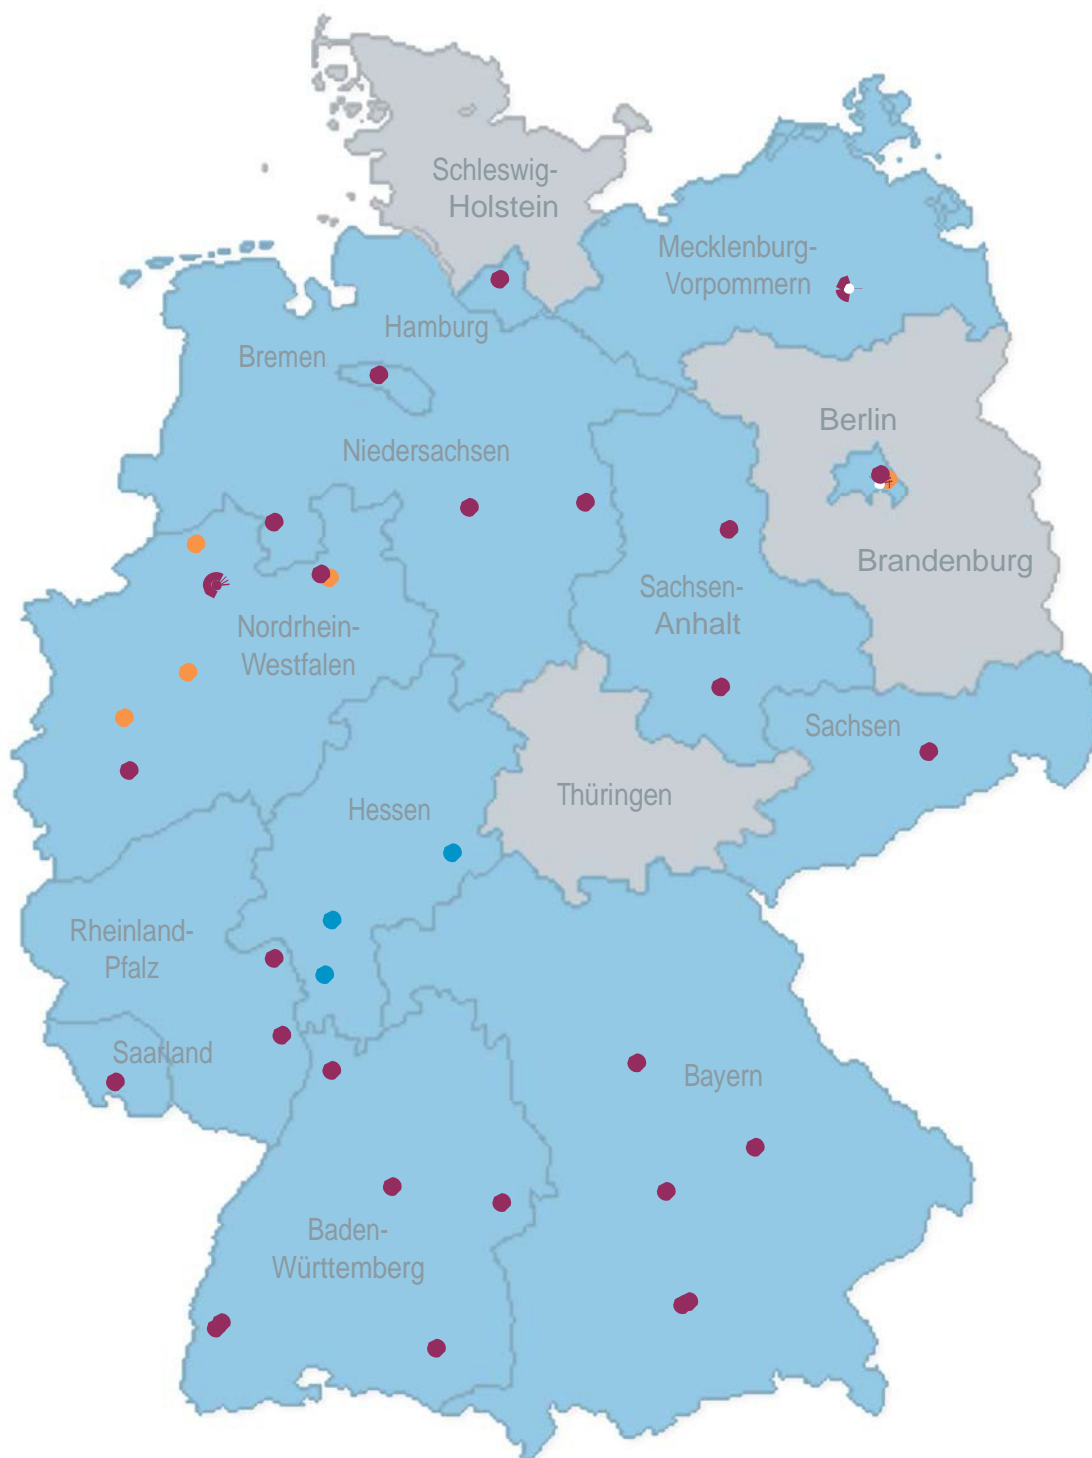 Schleswig-
Holstein
Mecklenburg-
Vorpommern
Hamburg
Bremen
Berlin
Niedersachsen
Brandenburg
Sachsen-
Anhalt
Nordrhein-
Westfalen
Sachsen
Thüringen
Hessen
Rheinland-
Pfalz
Saarland
Bayern
Baden-
Württemberg